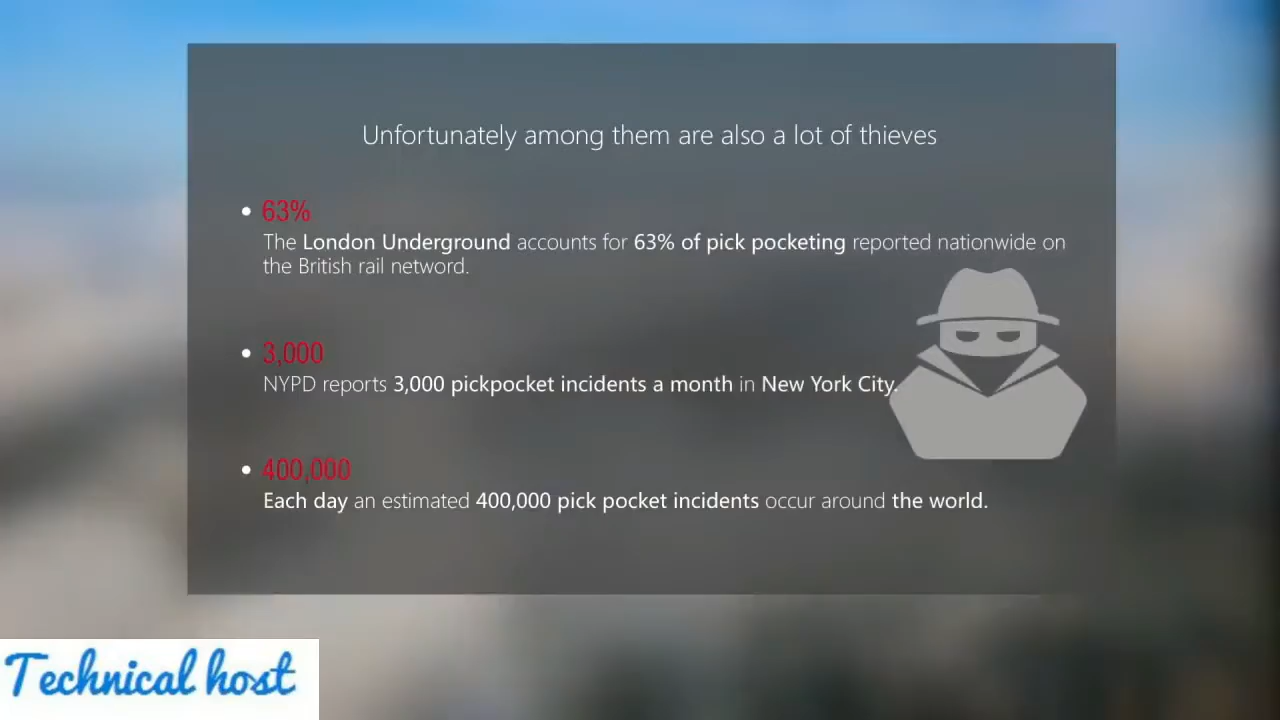 Unfortunately among them are also a lot of thieves
• 63%
The London Underground accounts for 63% of pick pocketing reported nationwide on
the British rail netword.
• 3,000
NYPD reports 3,000 pickpocket incidents a month in New York City.
• 400,000
Each day an estimated 400,000 pick pocket incidents occur around the world.
Technical host